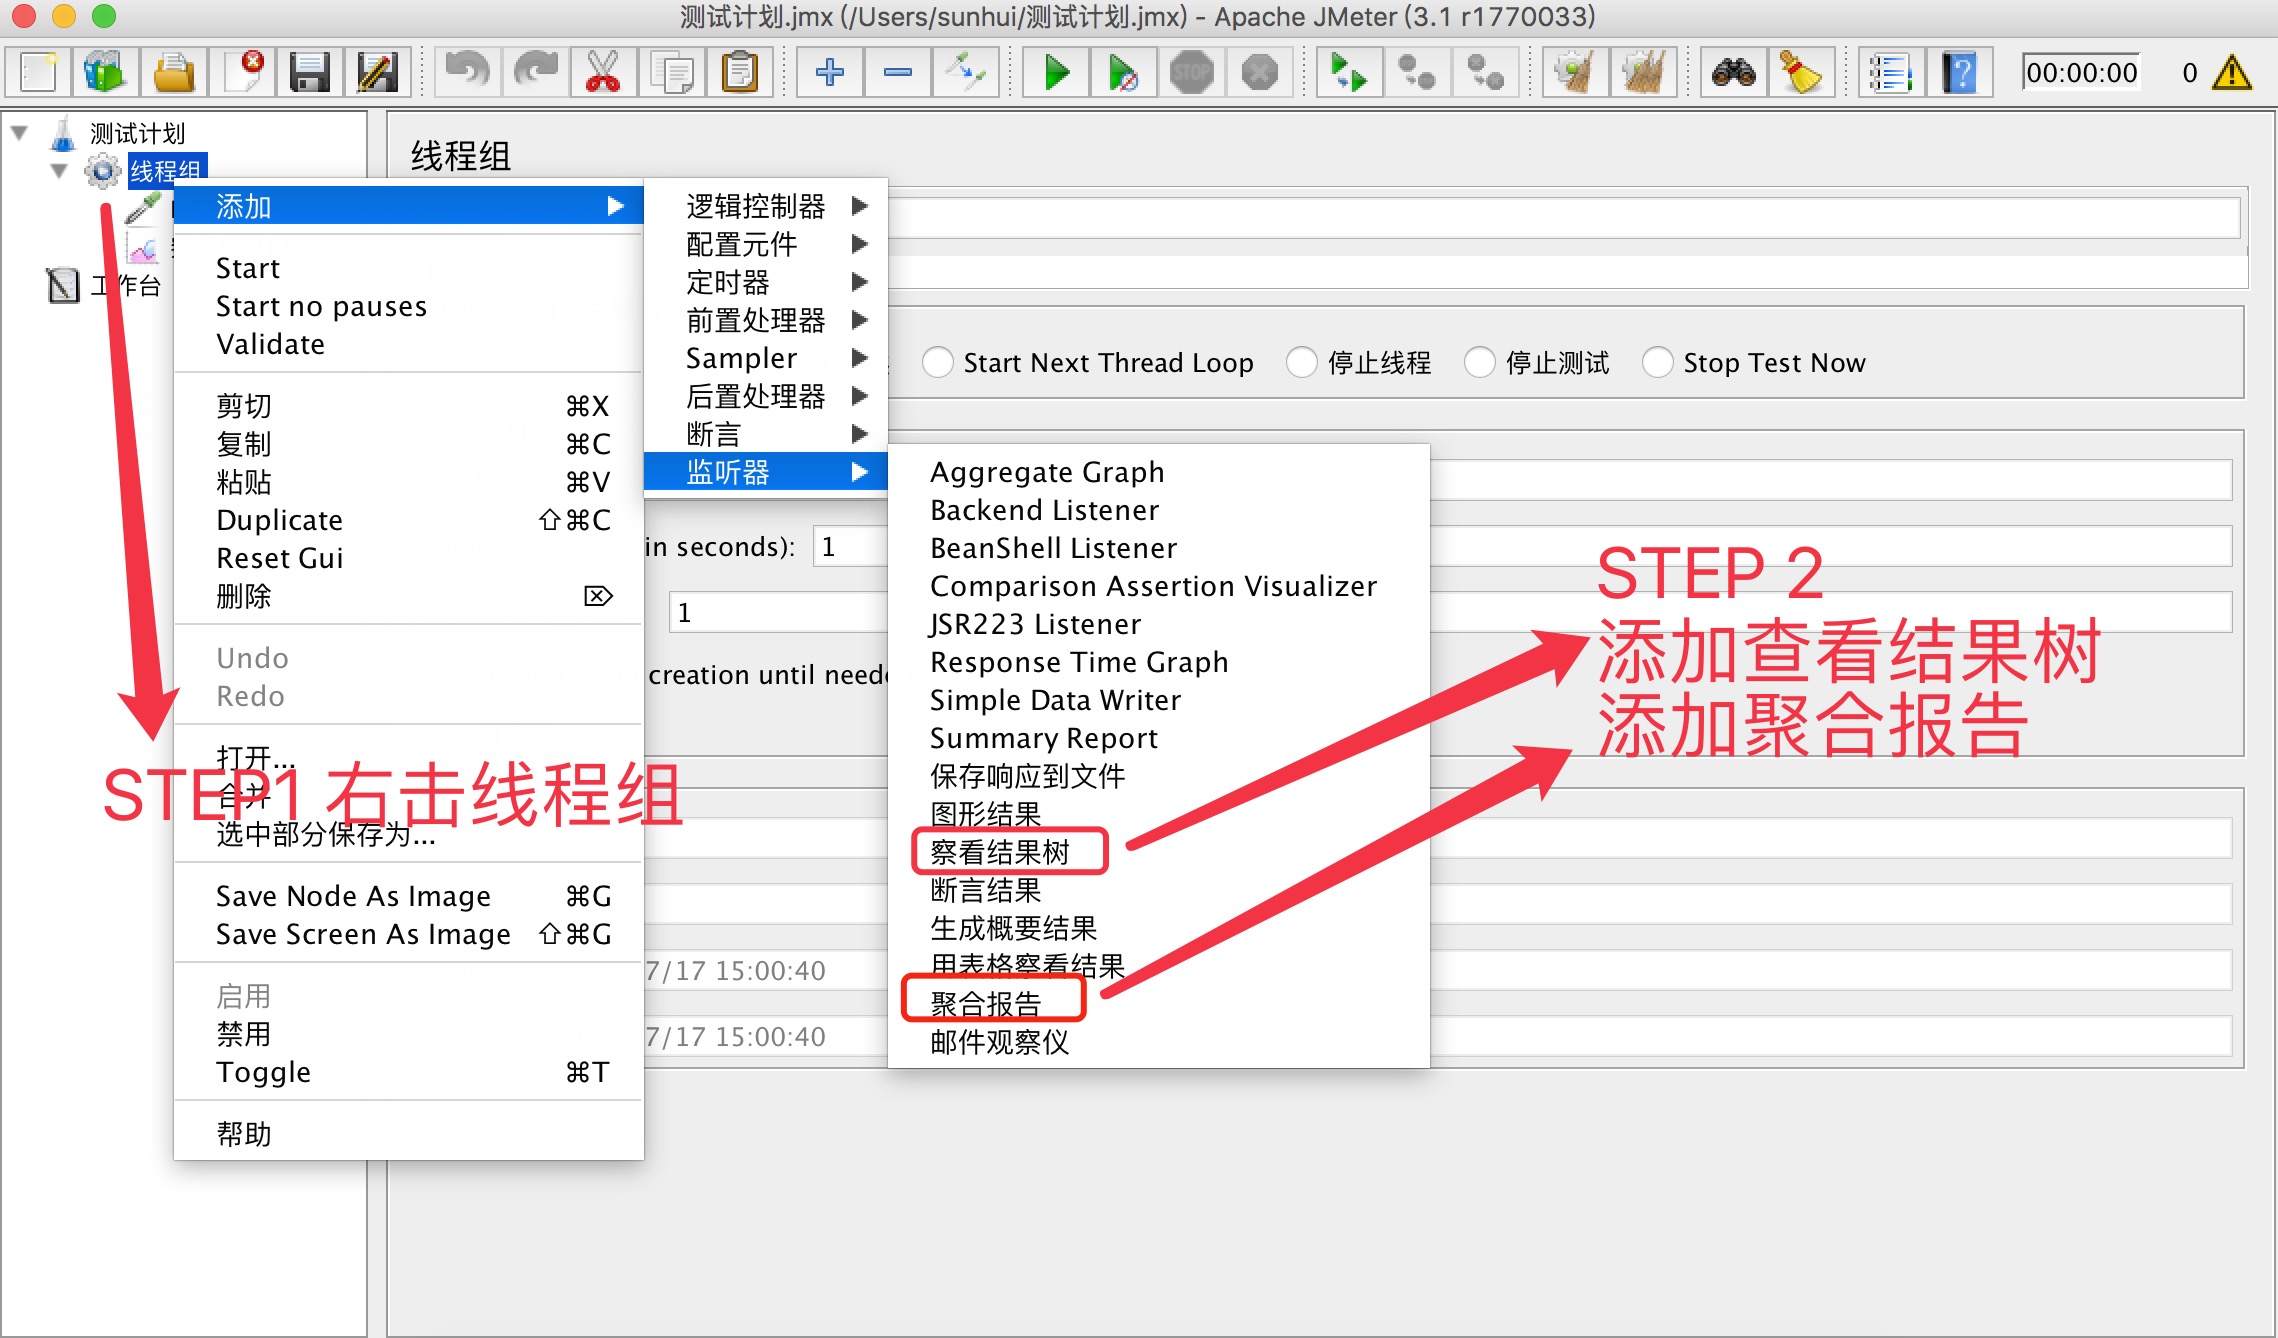 测试计划.jmx (/Users/sunhui/测试计划.jmx) - Apache JMeter (3.1 r1770033)
STOP
00:00:00
0
测试计划
线程组
工作台
线程组
添加
Start
Start no pauses
Validate
剪切 ⌘X
复制 ⌘C
粘贴 ⌘V
Duplicate ⇧⌘C
Reset Gui
删除 ⌦
Undo
Redo
打开...
合并
选中部分保存为...
Save Node As Image ⌘G
Save Screen As Image ⇧⌘G
启用
禁用
Toggle ⌘T
帮助
逻辑控制器
配置元件
定时器
前置处理器
Sampler
后置处理器
断言
监听器
Aggregate Graph
Backend Listener
BeanShell Listener
Comparison Assertion Visualizer
JSR223 Listener
Response Time Graph
Simple Data Writer
Summary Report
保存响应到文件
图形结果
察看结果树
断言结果
生成概要结果
用表格察看结果
聚合报告
邮件观察仪
Start Next Thread Loop
停止线程
停止测试
Stop Test Now
in seconds): 1
1
creation until
7/17 15:00:40
7/17 15:00:40
STEP1 右击线程组
STEP 2
添加查看结果树
添加聚合报告